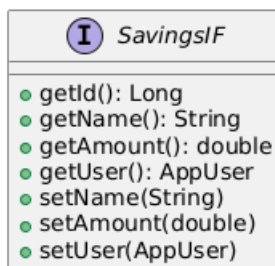 I SavingsIF
getId(): Long
getName(): String
getAmount(): double
getUser(): AppUser
setName(String)
setAmount(double)
setUser(AppUser)